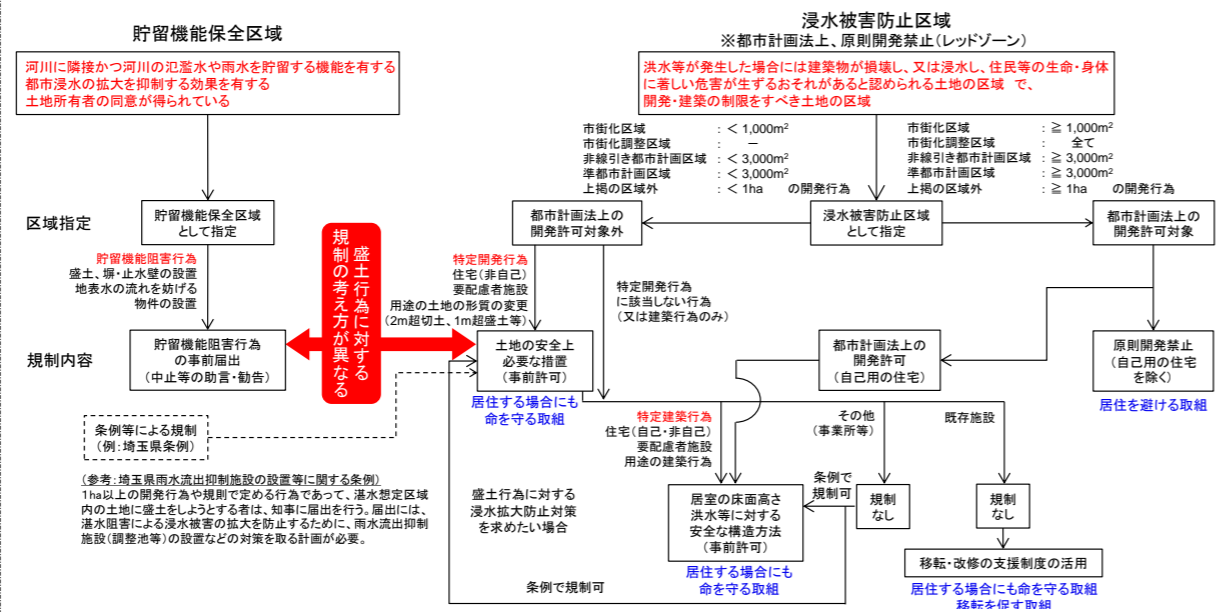 貯留機能保全区域
河川に隣接かつ河川の氾濫水や雨水を貯留する機能を有する
都市浸水の拡大を抑制する効果を有する
土地所有者の同意が得られている
浸水被害防止区域
※都市計画法上、原則開発禁止(レッドゾーン)
洪水等が発生した場合には建築物が損壊し、又は浸水し、住民等の生命・身体
に著しい危害が生ずるおそれがあると認められる土地の区域 で、
開発・建築の制限をすべき土地の区域
市街化区域 : < 1,000m²
市街化調整区域 : ー
非線引き都市計画区域 : < 3,000m²
準都市計画区域 : < 3,000m²
上掲の区域外 : < 1ha の開発行為
市街化区域 : ≧ 1,000m²
市街化調整区域 : 全て
非線引き都市計画区域 : ≧ 3,000m²
準都市計画区域 : ≧ 3,000m²
上掲の区域外 : ≧ 1ha の開発行為
区域指定
貯留機能保全区域
として指定
都市計画法上の
開発許可対象外
浸水被害防止区域
として指定
都市計画法上の
開発許可対象
貯留機能阻害行為
盛土、塀・止水壁の設置
地表水の流れを妨げる
物件の設置
盛土行為に対する
規制の考え方が異なる
特定開発行為
住宅(非自己)
要配慮者施設
用途の土地の形質の変更
(2m超切土、1m超盛土等)
特定開発行為
に該当しない行為
(又は建築行為のみ)
規制内容
貯留機能阻害行為
の事前届出
(中止等の助言・勧告)
土地の安全上
必要な措置
(事前許可)
居住する場合にも
命を守る取組
都市計画法上の
開発許可
(自己用の住宅)
原則開発禁止
(自己用の住宅
を除く)
居住を避ける取組
条例等による規制
(例:埼玉県条例)
特定建築行為
住宅(自己・非自己)
要配慮者施設
用途の建築行為
その他
(事業所等)
既存施設
(参考:埼玉県雨水流出抑制施設の設置等に関する条例)
1ha以上の開発行為や規則で定める行為であって、湛水想定区域
内の土地に盛土をしようとする者は、知事に届出を行う。届出には、
湛水阻害による浸水被害の拡大を防止するために、雨水流出抑制
施設(調整池等)の設置などの対策を取る計画が必要。
盛土行為に対する
浸水拡大防止対策
を求めたい場合
居室の床面高さ
洪水等に対する
安全な構造方法
(事前許可)
居住する場合にも
命を守る取組
条例で
規制可
規制
なし
規制
なし
移転・改修の支援制度の活用
居住する場合にも命を守る取組
移転を促す取組
条例で規制可